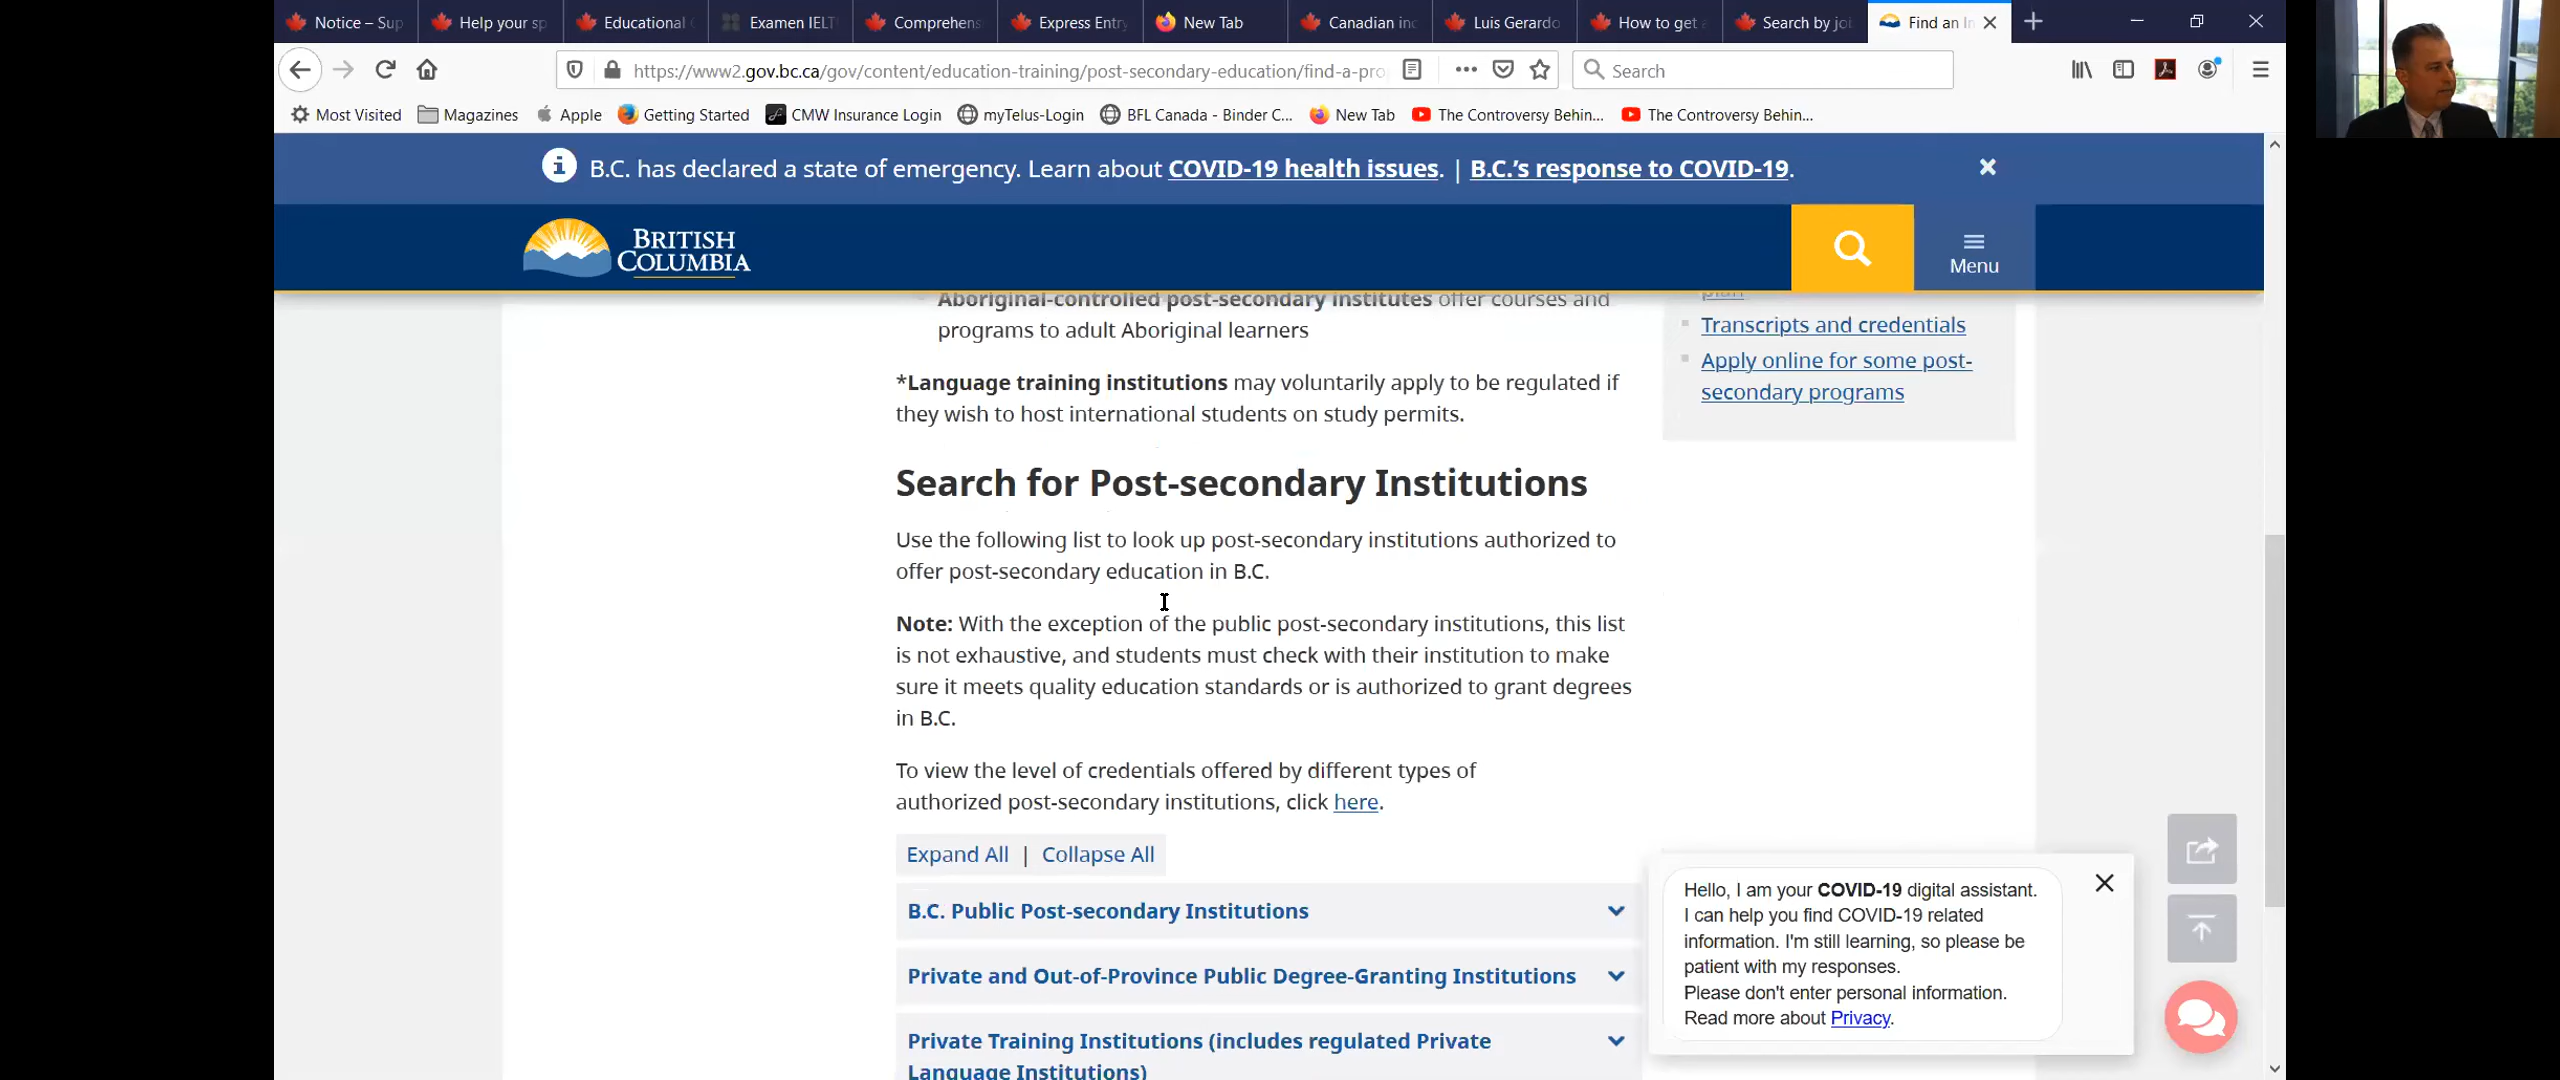 Notice – Sup
Help your sp
Educational
Examen IELT
Comprehens
Express Entry
New Tab
Canadian inc
Luis Gerardo
How to get a
Search by jo
Find an In
https://www2.gov.bc.ca/gov/content/education-training/post-secondary-education/find-a-pro
Search
Most Visited
Magazines
Apple
Getting Started
CMW Insurance Login
myTelus-Login
BFL Canada - Binder C...
New Tab
The Controversy Behin...
The Controversy Behin...
B.C. has declared a state of emergency. Learn about COVID-19 health issues. | B.C.'s response to COVID-19.
BRITISH
COLUMBIA
Menu
Aboriginal-controlled post-secondary institutes offer courses and
programs to adult Aboriginal learners
*Language training institutions may voluntarily apply to be regulated if
they wish to host international students on study permits.
Search for Post-secondary Institutions
Use the following list to look up post-secondary institutions authorized to
offer post-secondary education in B.C.
Note: With the exception of the public post-secondary institutions, this list
is not exhaustive, and students must check with their institution to make
sure it meets quality education standards or is authorized to grant degrees
in B.C.
To view the level of credentials offered by different types of
authorized post-secondary institutions, click here.
Expand All | Collapse All
B.C. Public Post-secondary Institutions
Private and Out-of-Province Public Degree-Granting Institutions
Private Training Institutions (includes regulated Private
Language Institutions)
plan
Transcripts and credentials
Apply online for some post-
secondary programs
Hello, I am your COVID-19 digital assistant.
I can help you find COVID-19 related
information. I'm still learning, so please be
patient with my responses.
Please don't enter personal information.
Read more about Privacy.